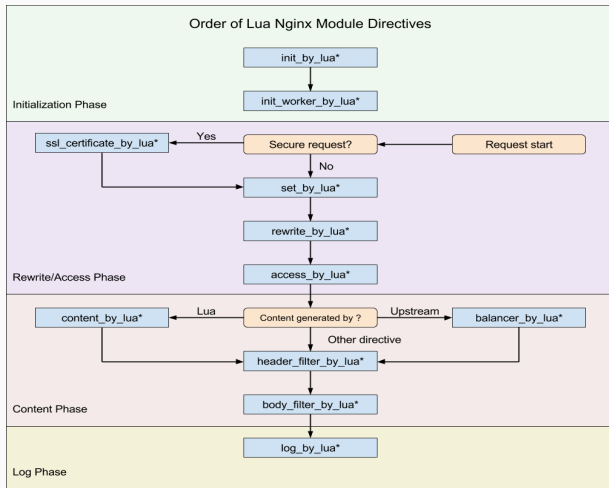 Order of Lua Nginx Module Directives
init_by_lua*
init_worker_by_lua*
Initialization Phase
ssl_certificate_by_lua*
Yes
Secure request?
Request start
No
set_by_lua*
rewrite_by_lua*
access_by_lua*
Rewrite/Access Phase
content_by_lua*
Lua
Content generated by ?
Upstream
balancer_by_lua*
Other directive
header_filter_by_lua*
body_filter_by_lua*
Content Phase
log_by_lua*
Log Phase